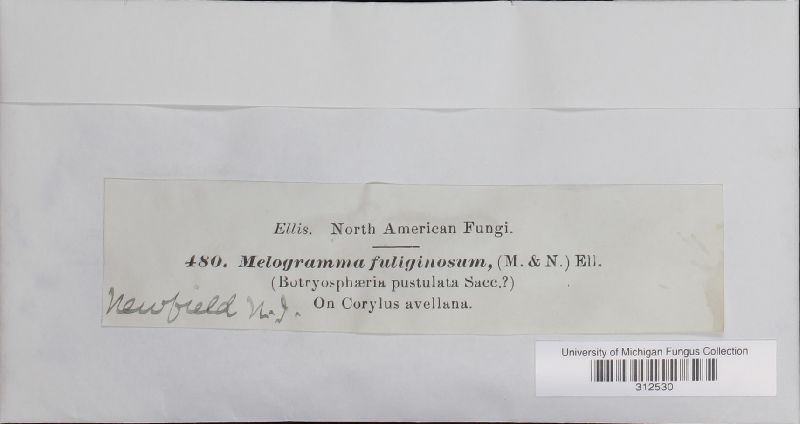 Ellis. North American Fungi.
480. Melogramma fuliginosum, (M. & N.) Ell.
(Botryosphæria pustulata Sacc.?)
On Corylus avellana.
Newfield N.J.
University of Michigan Fungus Collection
312530